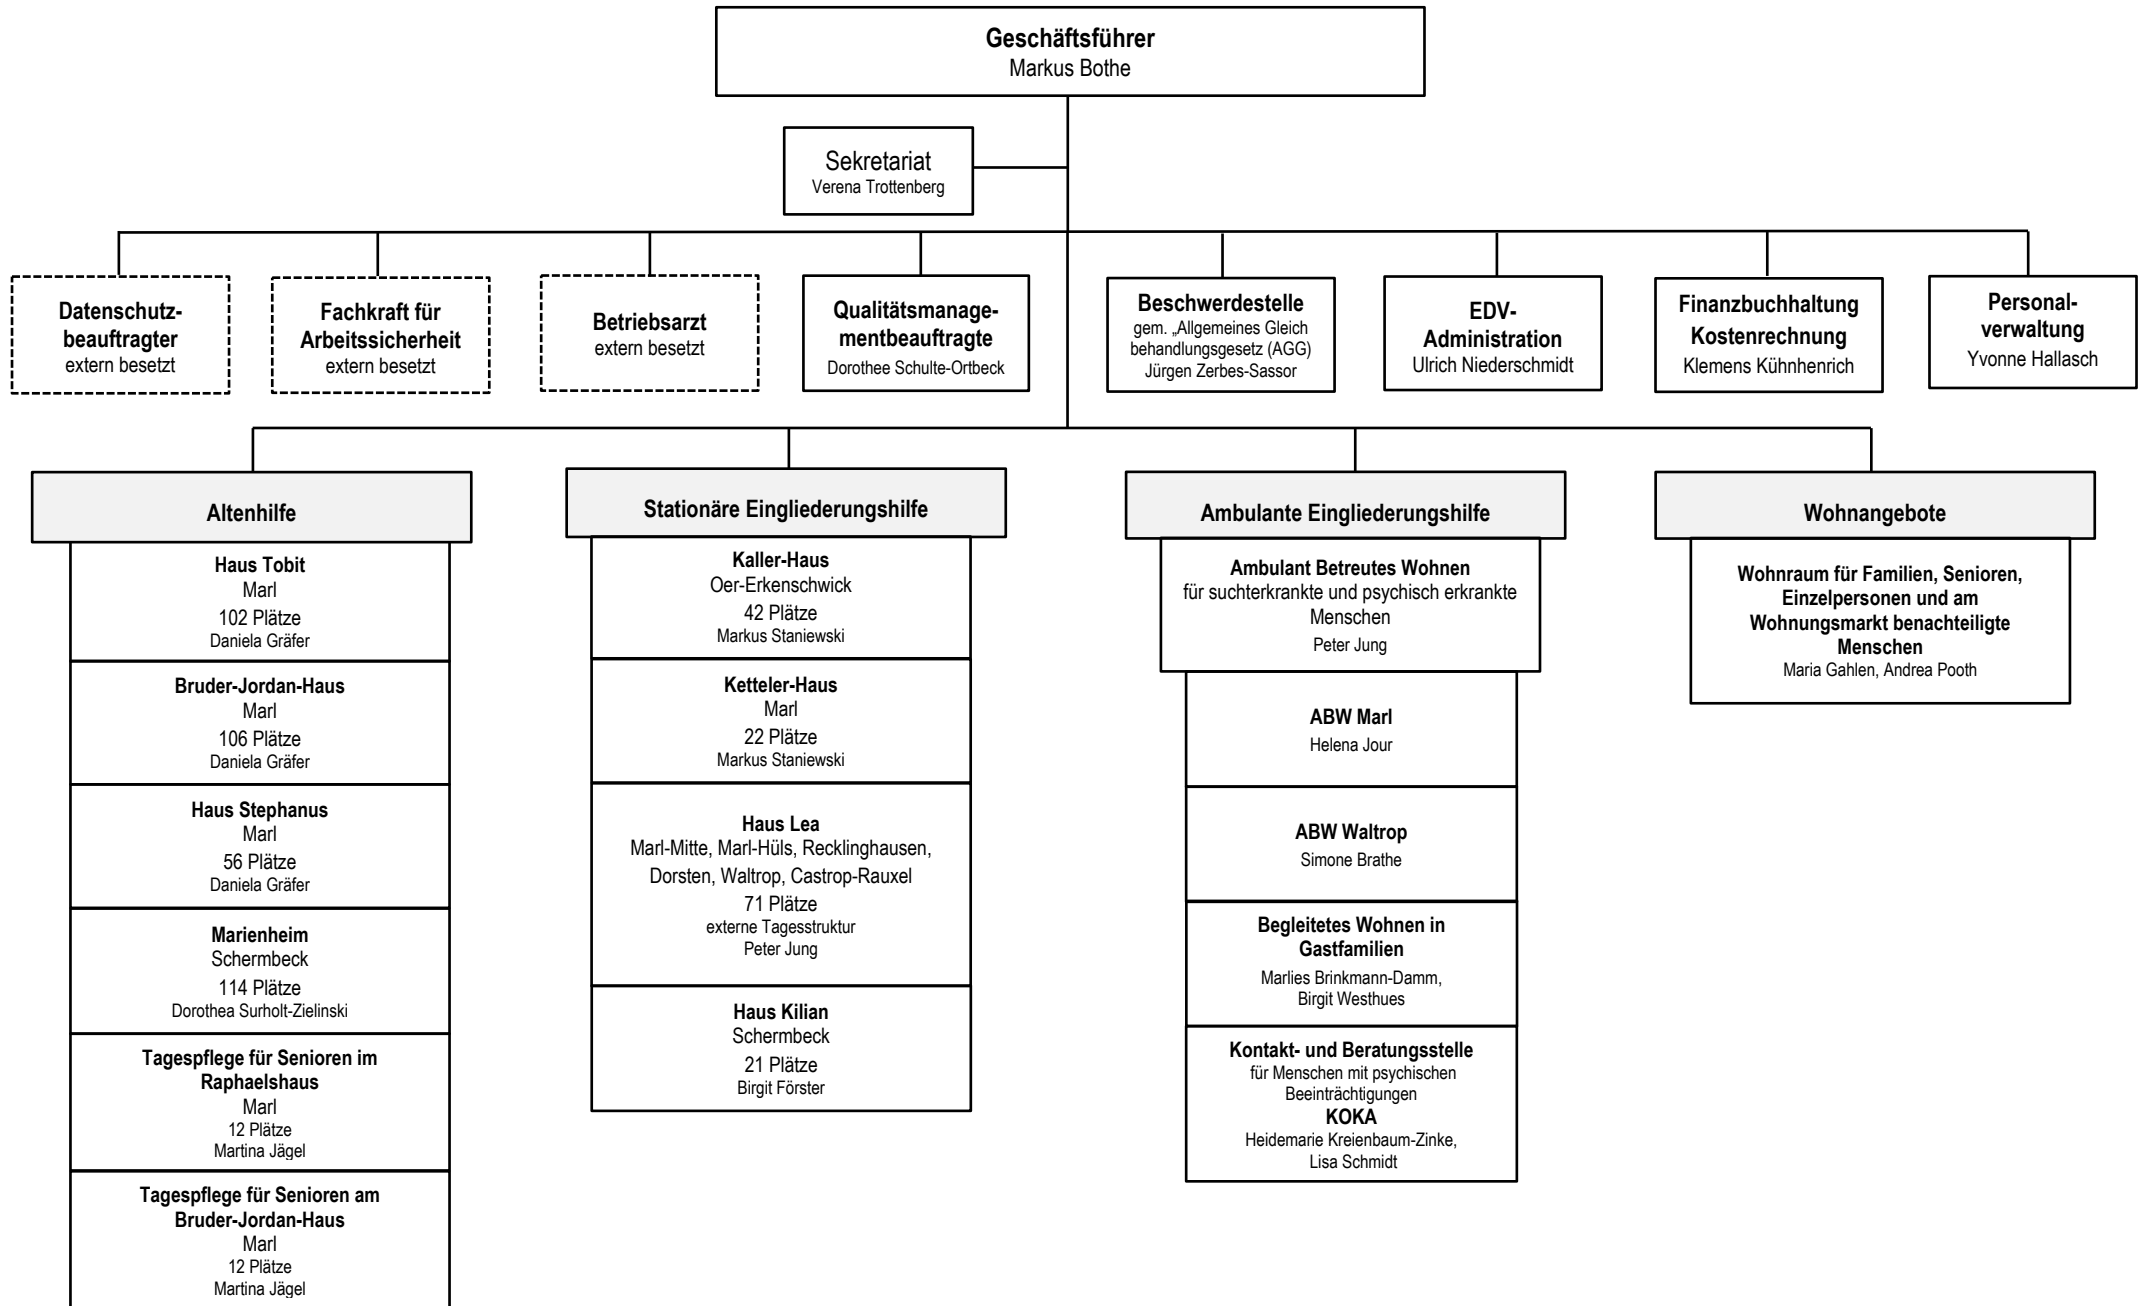 Geschäftsführer
Markus Bothe
Sekretariat
Verena Trottenberg
Datenschutz-
beauftragter
extern besetzt
Fachkraft für
Arbeitssicherheit
extern besetzt
Betriebsarzt
extern besetzt
Qualitätsmanage-
mentbeauftragte
Dorothee Schulte-Ortbeck
Beschwerdestelle
gem. „Allgemeines Gleich
behandlungsgesetz (AGG)
Jürgen Zerbes-Sassor
EDV-
Administration
Ulrich Niederschmidt
Finanzbuchhaltung
Kostenrechnung
Klemens Kühnhenrich
Personal-
verwaltung
Yvonne Hallasch
Altenhilfe
Haus Tobit
Marl
102 Plätze
Daniela Gräfer
Bruder-Jordan-Haus
Marl
106 Plätze
Daniela Gräfer
Haus Stephanus
Marl
56 Plätze
Daniela Gräfer
Marienheim
Schermbeck
114 Plätze
Dorothea Surholt-Zielinski
Tagespflege für Senioren im
Raphaelshaus
Marl
12 Plätze
Martina Jägel
Tagespflege für Senioren am
Bruder-Jordan-Haus
Marl
12 Plätze
Martina Jägel
Stationäre Eingliederungshilfe
Kaller-Haus
Oer-Erkenschwick
42 Plätze
Markus Staniewski
Ketteler-Haus
Marl
22 Plätze
Markus Staniewski
Haus Lea
Marl-Mitte, Marl-Hüls, Recklinghausen,
Dorsten, Waltrop, Castrop-Rauxel
71 Plätze
externe Tagesstruktur
Peter Jung
Haus Kilian
Schermbeck
21 Plätze
Birgit Förster
Ambulante Eingliederungshilfe
Ambulant Betreutes Wohnen
für suchterkrankte und psychisch erkrankte
Menschen
Peter Jung
ABW Marl
Helena Jour
ABW Waltrop
Simone Brathe
Begleitetes Wohnen in
Gastfamilien
Marlies Brinkmann-Damm,
Birgit Westhues
Kontakt- und Beratungsstelle
für Menschen mit psychischen
Beeinträchtigungen
KOKA
Heidemarie Kreienbaum-Zinke,
Lisa Schmidt
Wohnangebote
Wohnraum für Familien, Senioren,
Einzelpersonen und am
Wohnungsmarkt benachteiligte
Menschen
Maria Gahlen, Andrea Pooth